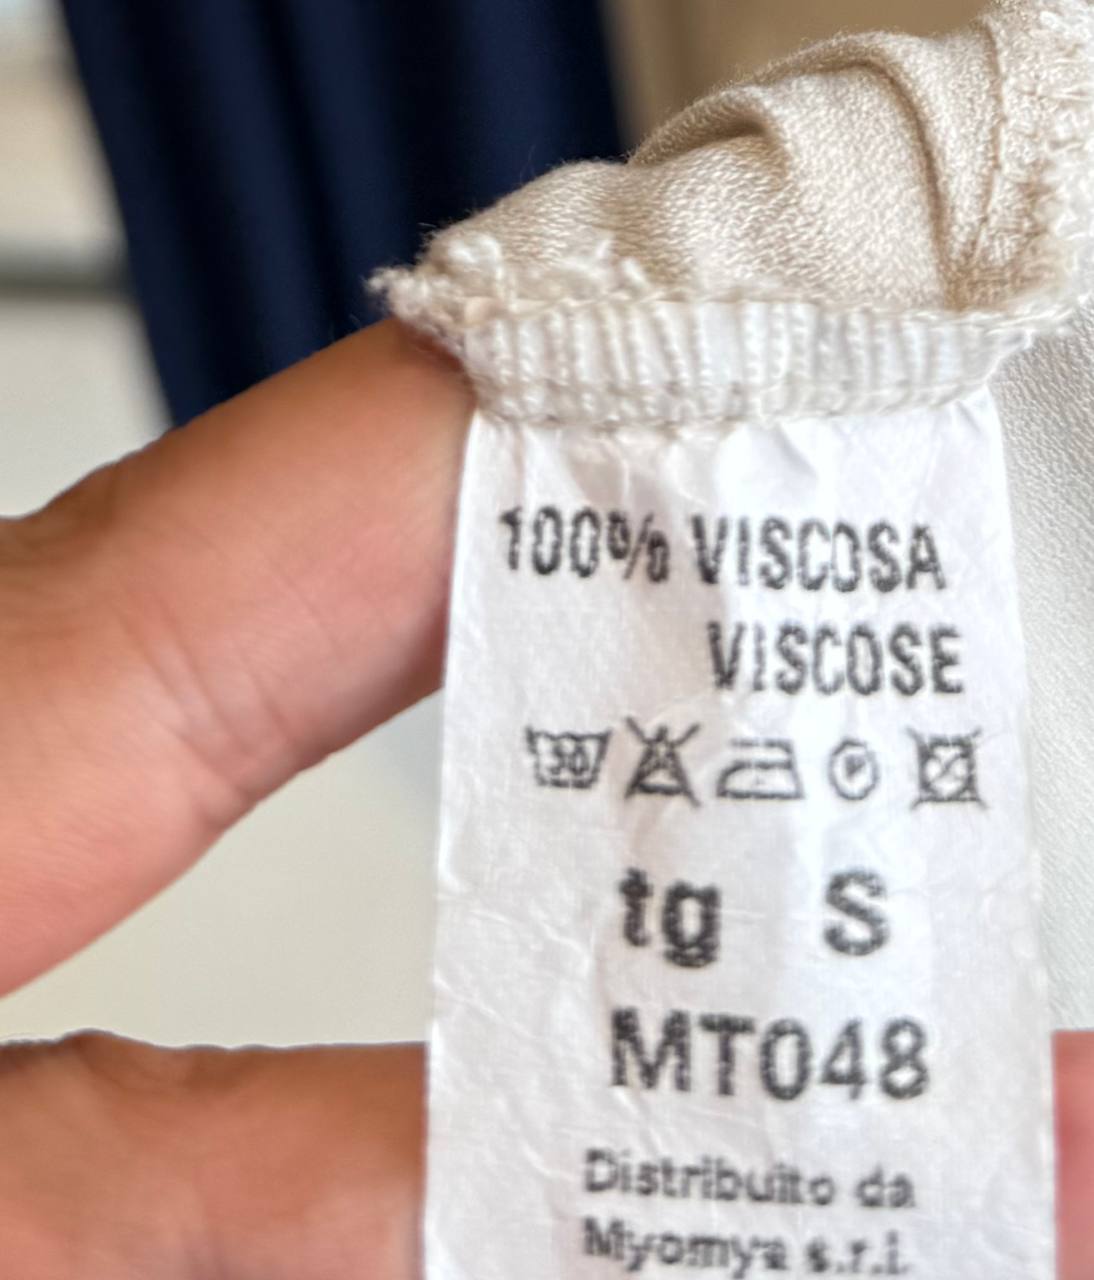 100% VISCOSA
VISCOSE
30 P
tg S
MT048
Distribuito da
Myomya s.r.l.